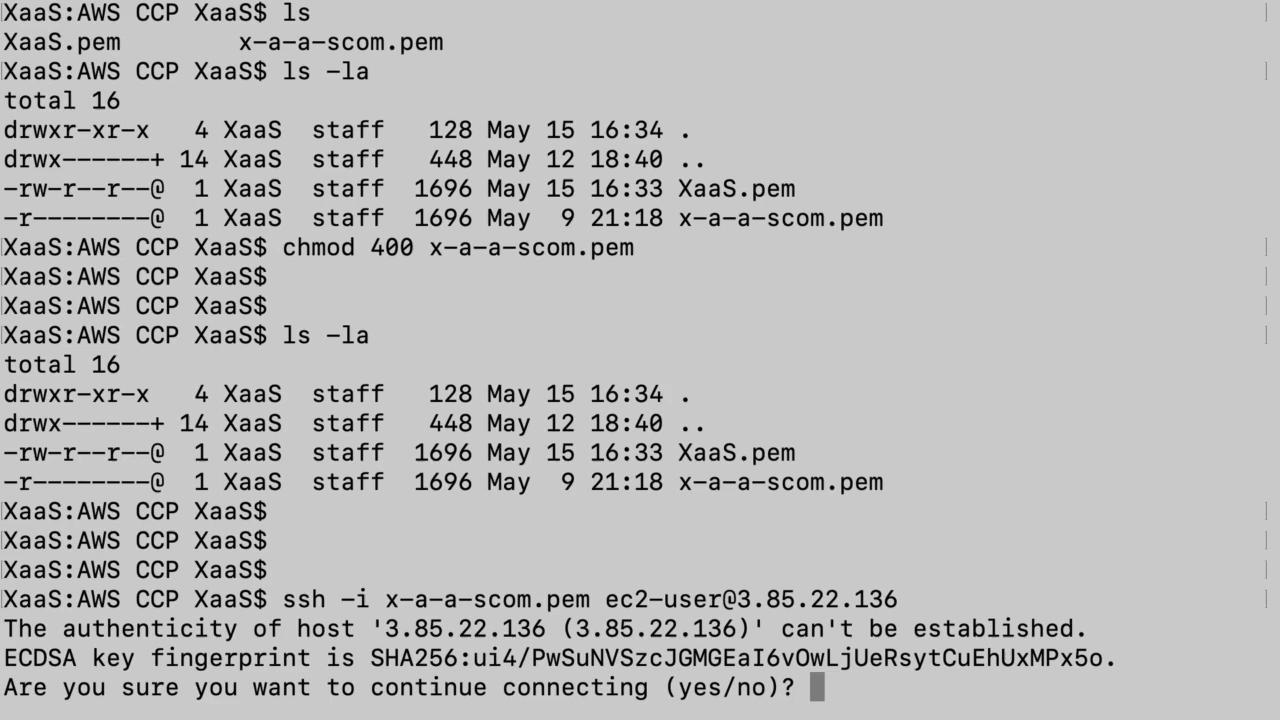 XaaS:AWS CCP XaaS$ ls
XaaS.pem        x-a-a-scom.pem
XaaS:AWS CCP XaaS$ ls -la
total 16
drwxr-xr-x   4 XaaS  staff   128 May 15 16:34 .
drwx------+ 14 XaaS  staff   448 May 12 18:40 ..
-rw-r--r--@  1 XaaS  staff  1696 May 15 16:33 XaaS.pem
-r--------@  1 XaaS  staff  1696 May  9 21:18 x-a-a-scom.pem
XaaS:AWS CCP XaaS$ chmod 400 x-a-a-scom.pem
XaaS:AWS CCP XaaS$
XaaS:AWS CCP XaaS$
XaaS:AWS CCP XaaS$ ls -la
total 16
drwxr-xr-x   4 XaaS  staff   128 May 15 16:34 .
drwx------+ 14 XaaS  staff   448 May 12 18:40 ..
-rw-r--r--@  1 XaaS  staff  1696 May 15 16:33 XaaS.pem
-r--------@  1 XaaS  staff  1696 May  9 21:18 x-a-a-scom.pem
XaaS:AWS CCP XaaS$
XaaS:AWS CCP XaaS$
XaaS:AWS CCP XaaS$
XaaS:AWS CCP XaaS$ ssh -i x-a-a-scom.pem ec2-user@3.85.22.136
The authenticity of host '3.85.22.136 (3.85.22.136)' can't be established.
ECDSA key fingerprint is SHA256:ui4/PwSuNVSzcJGMGEaI6vOwLjUeRsytCuEhUxMPx5o.
Are you sure you want to continue connecting (yes/no)?